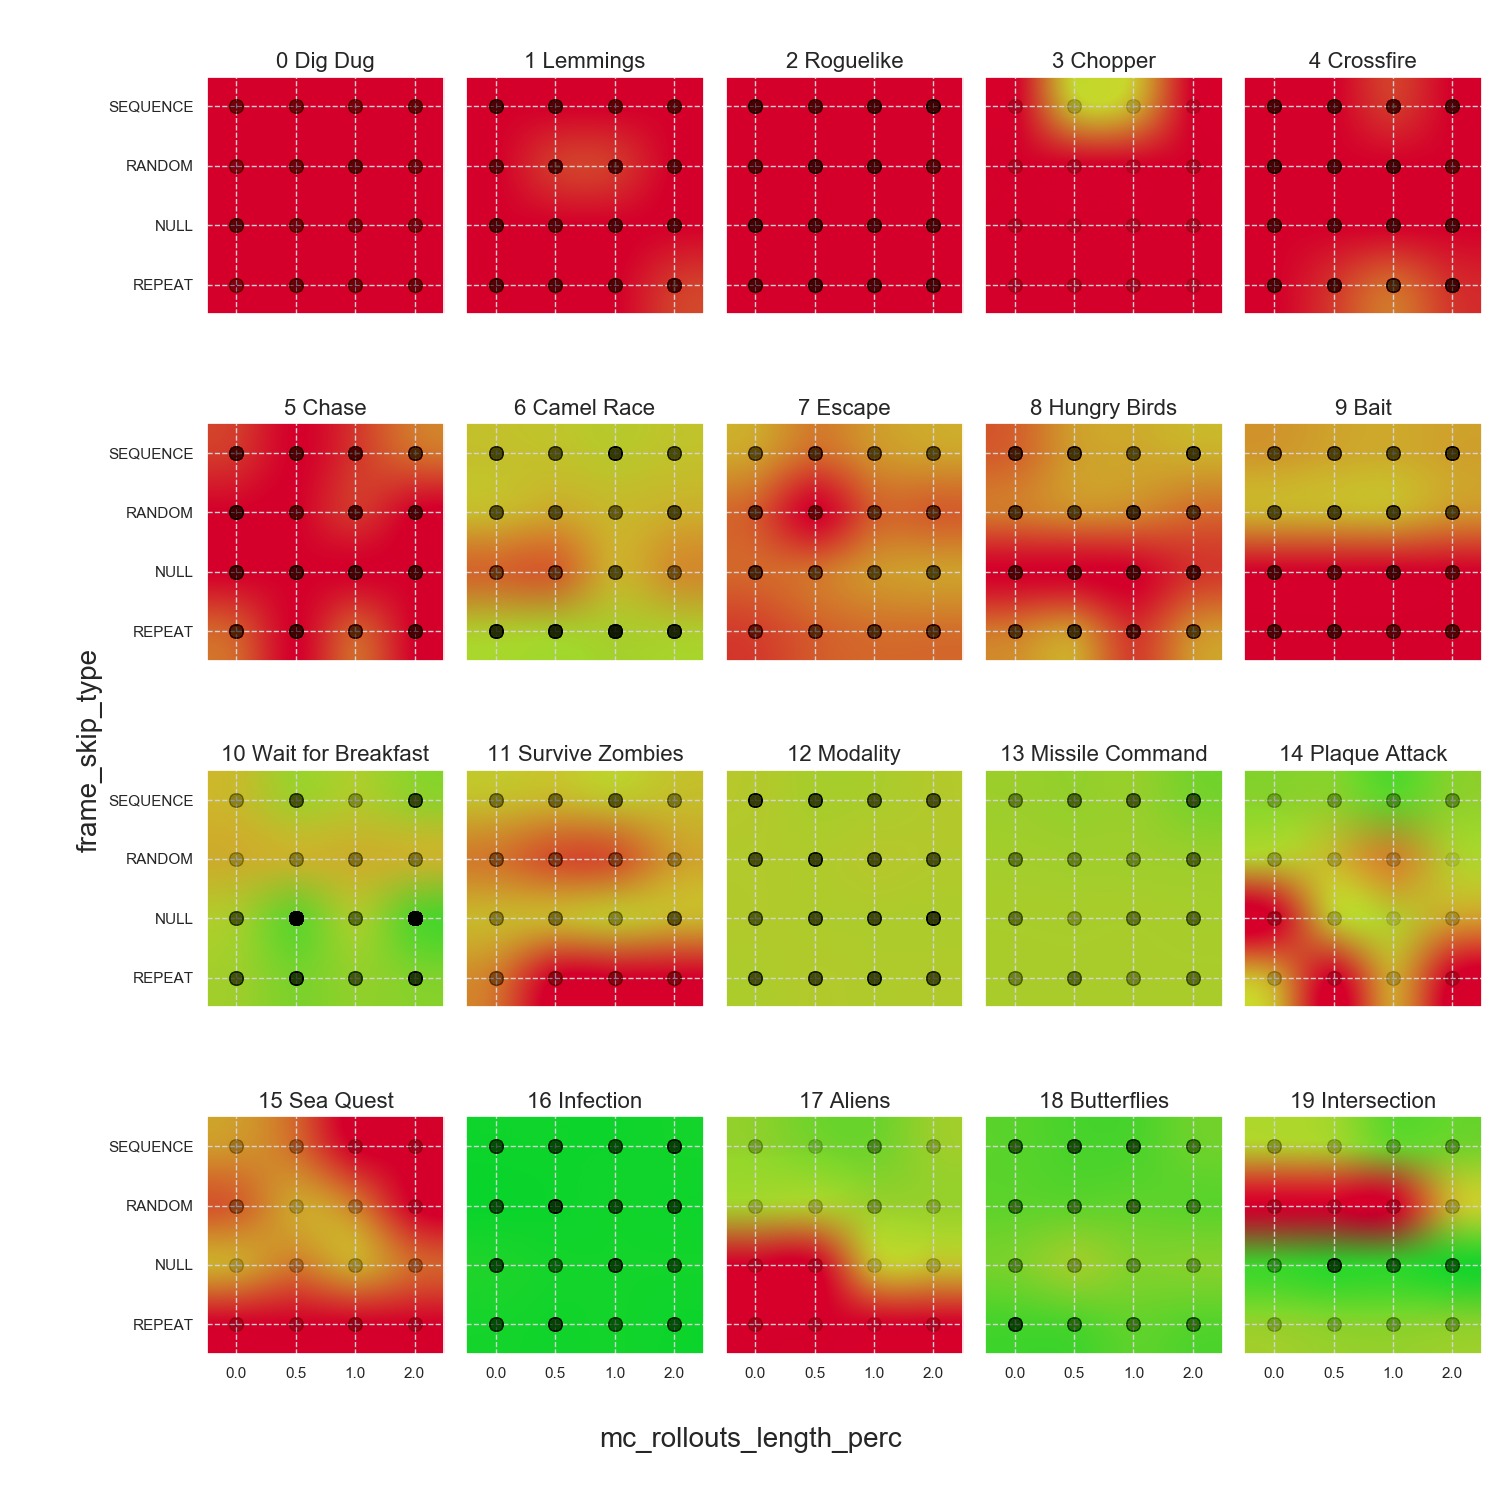 0 Dig Dug
1 Lemmings
2 Roguelike
3 Chopper
4 Crossfire
SEQUENCE
RANDOM
NULL
REPEAT
5 Chase
6 Camel Race
7 Escape
8 Hungry Birds
9 Bait
SEQUENCE
RANDOM
NULL
REPEAT
frame_skip_type
10 Wait for Breakfast
11 Survive Zombies
12 Modality
13 Missile Command
14 Plaque Attack
SEQUENCE
RANDOM
NULL
REPEAT
15 Sea Quest
16 Infection
17 Aliens
18 Butterflies
19 Intersection
SEQUENCE
RANDOM
NULL
REPEAT
0.0 0.5 1.0 2.0
0.0 0.5 1.0 2.0
0.0 0.5 1.0 2.0
0.0 0.5 1.0 2.0
0.0 0.5 1.0 2.0
mc_rollouts_length_perc